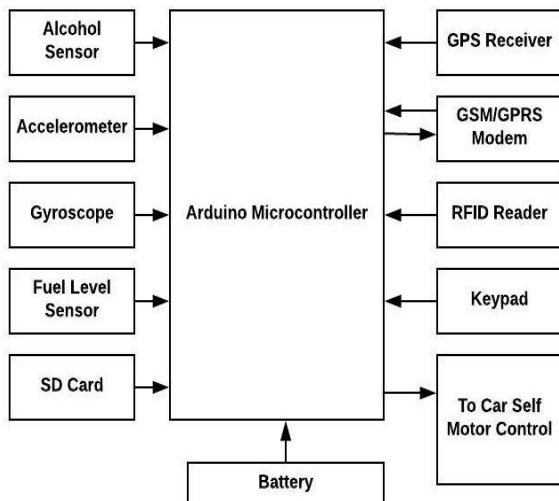 Alcohol
Sensor
Accelerometer
Gyroscope
Fuel Level
Sensor
SD Card
Arduino Microcontroller
GPS Receiver
GSM/GPRS
Modem
RFID Reader
Keypad
To Car Self
Motor Control
Battery